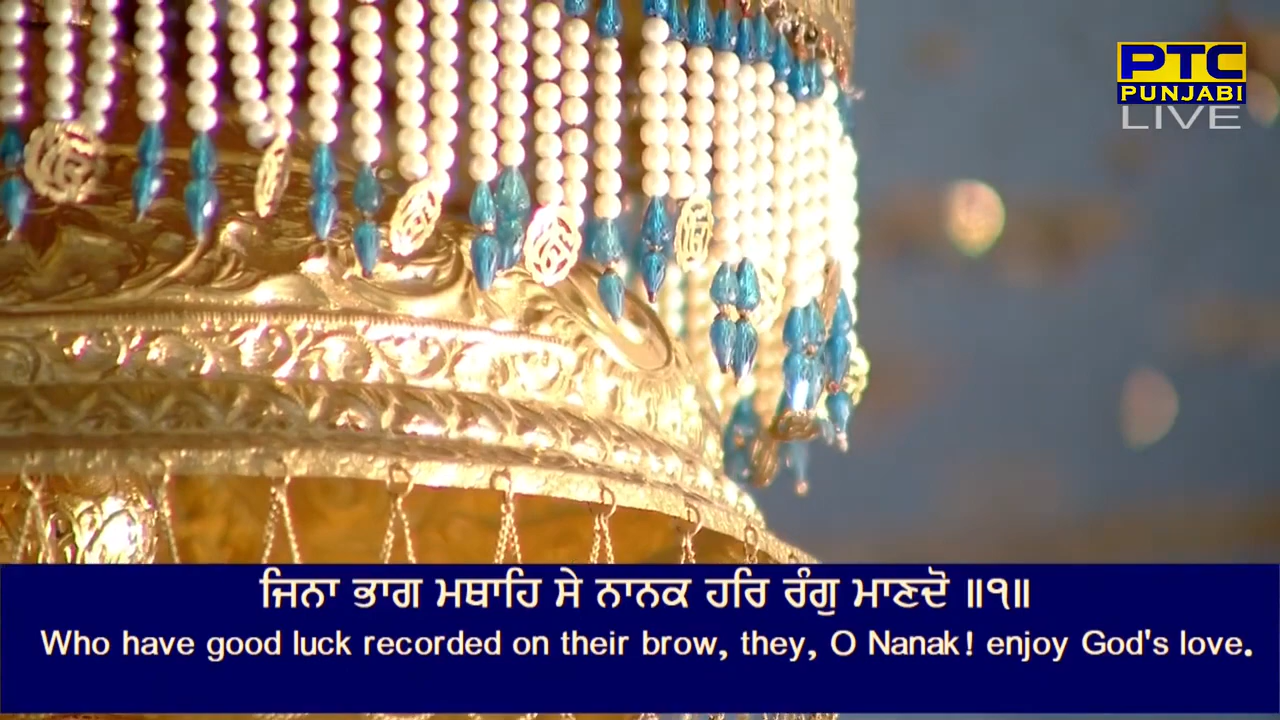 PTC
PUNJABI
LIVE
ਜਿਨਾ ਭਾਗ ਮਥਾਹਿ ਸੇ ਨਾਨਕ ਹਰਿ ਰੰਗੁ ਮਾਣਦੋ ॥੧॥
Who have good luck recorded on their brow, they, O Nanak! enjoy God's love.